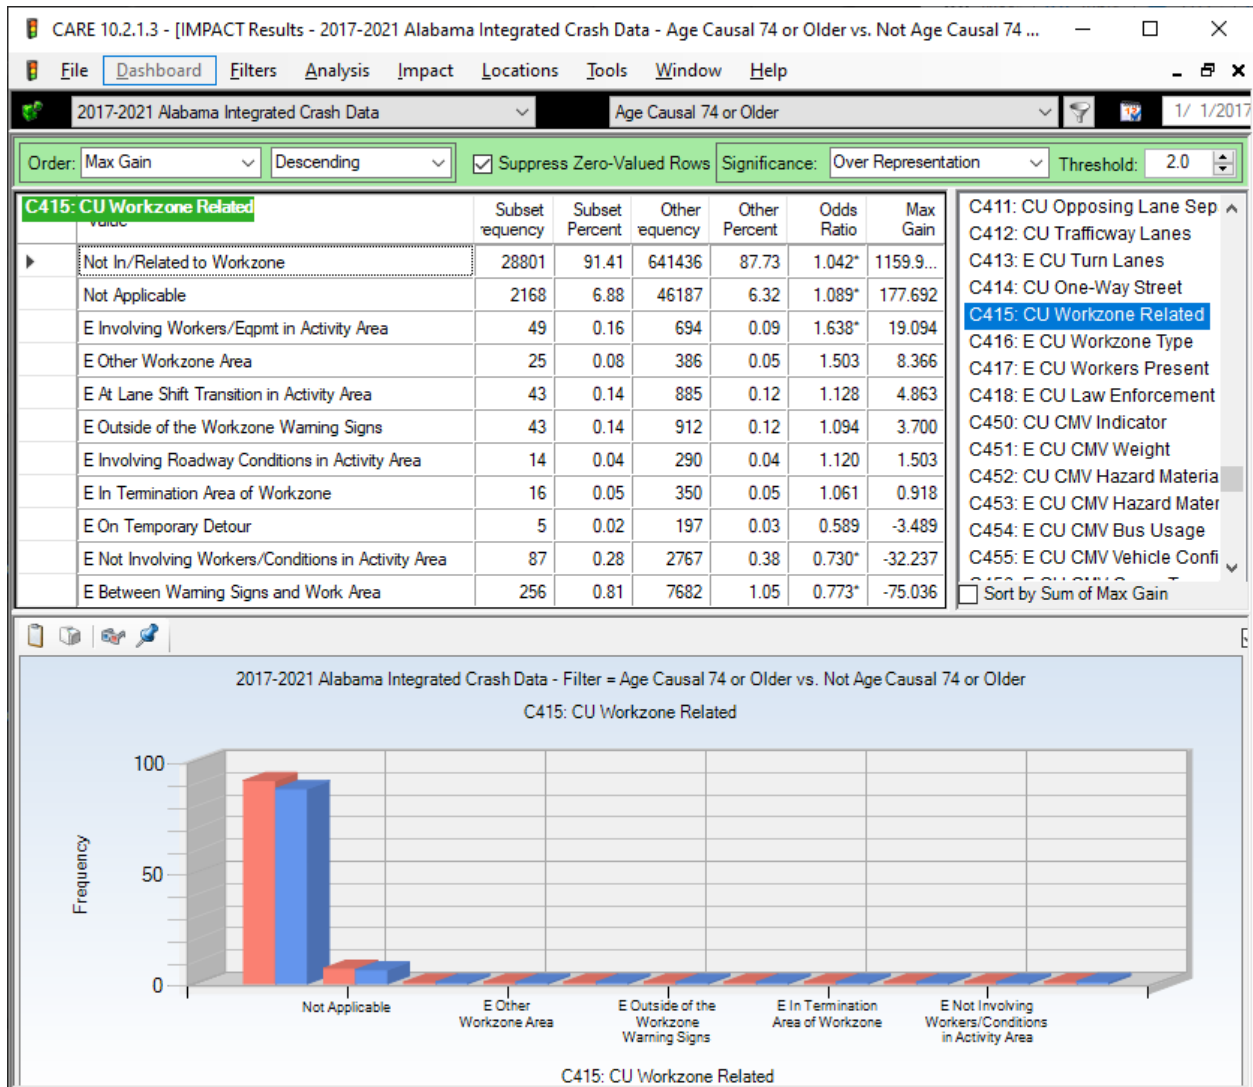 CARE 10.2.1.3 - [IMPACT Results - 2017-2021 Alabama Integrated Crash Data - Age Causal 74 or Older vs. Not Age Causal 74 ...
File Dashboard Filters Analysis Impact Locations Tools Window Help
2017-2021 Alabama Integrated Crash Data Age Causal 74 or Older 1/ 1/2017
Order: Max Gain Descending Suppress Zero-Valued Rows Significance: Over Representation Threshold: 2.0
C415: CU Workzone Related
Value Subset Frequency Subset Percent Other Frequency Other Percent Odds Ratio Max Gain
Not In/Related to Workzone 28801 91.41 641436 87.73 1.042* 1159.9...
Not Applicable 2168 6.88 46187 6.32 1.089* 177.692
E Involving Workers/Eqpmt in Activity Area 49 0.16 694 0.09 1.638* 19.094
E Other Workzone Area 25 0.08 386 0.05 1.503 8.366
E At Lane Shift Transition in Activity Area 43 0.14 885 0.12 1.128 4.863
E Outside of the Workzone Warning Signs 43 0.14 912 0.12 1.094 3.700
E Involving Roadway Conditions in Activity Area 14 0.04 290 0.04 1.120 1.503
E In Termination Area of Workzone 16 0.05 350 0.05 1.061 0.918
E On Temporary Detour 5 0.02 197 0.03 0.589 -3.489
E Not Involving Workers/Conditions in Activity Area 87 0.28 2767 0.38 0.730* -32.237
E Between Warning Signs and Work Area 256 0.81 7682 1.05 0.773* -75.036
C411: CU Opposing Lane Sep
C412: CU Trafficway Lanes
C413: E CU Turn Lanes
C414: CU One-Way Street
C415: CU Workzone Related
C416: E CU Workzone Type
C417: E CU Workers Present
C418: E CU Law Enforcement
C450: CU CMV Indicator
C451: E CU CMV Weight
C452: CU CMV Hazard Materia
C453: E CU CMV Hazard Mater
C454: E CU CMV Bus Usage
C455: E CU CMV Vehicle Confi
Sort by Sum of Max Gain
2017-2021 Alabama Integrated Crash Data - Filter = Age Causal 74 or Older vs. Not Age Causal 74 or Older
C415: CU Workzone Related
100
50
0
Frequency
Not Applicable
E Other
Workzone Area
E Outside of the
Workzone
Warning Signs
E In Termination
Area of Workzone
E Not Involving
Workers/Conditions
in Activity Area
C415: CU Workzone Related